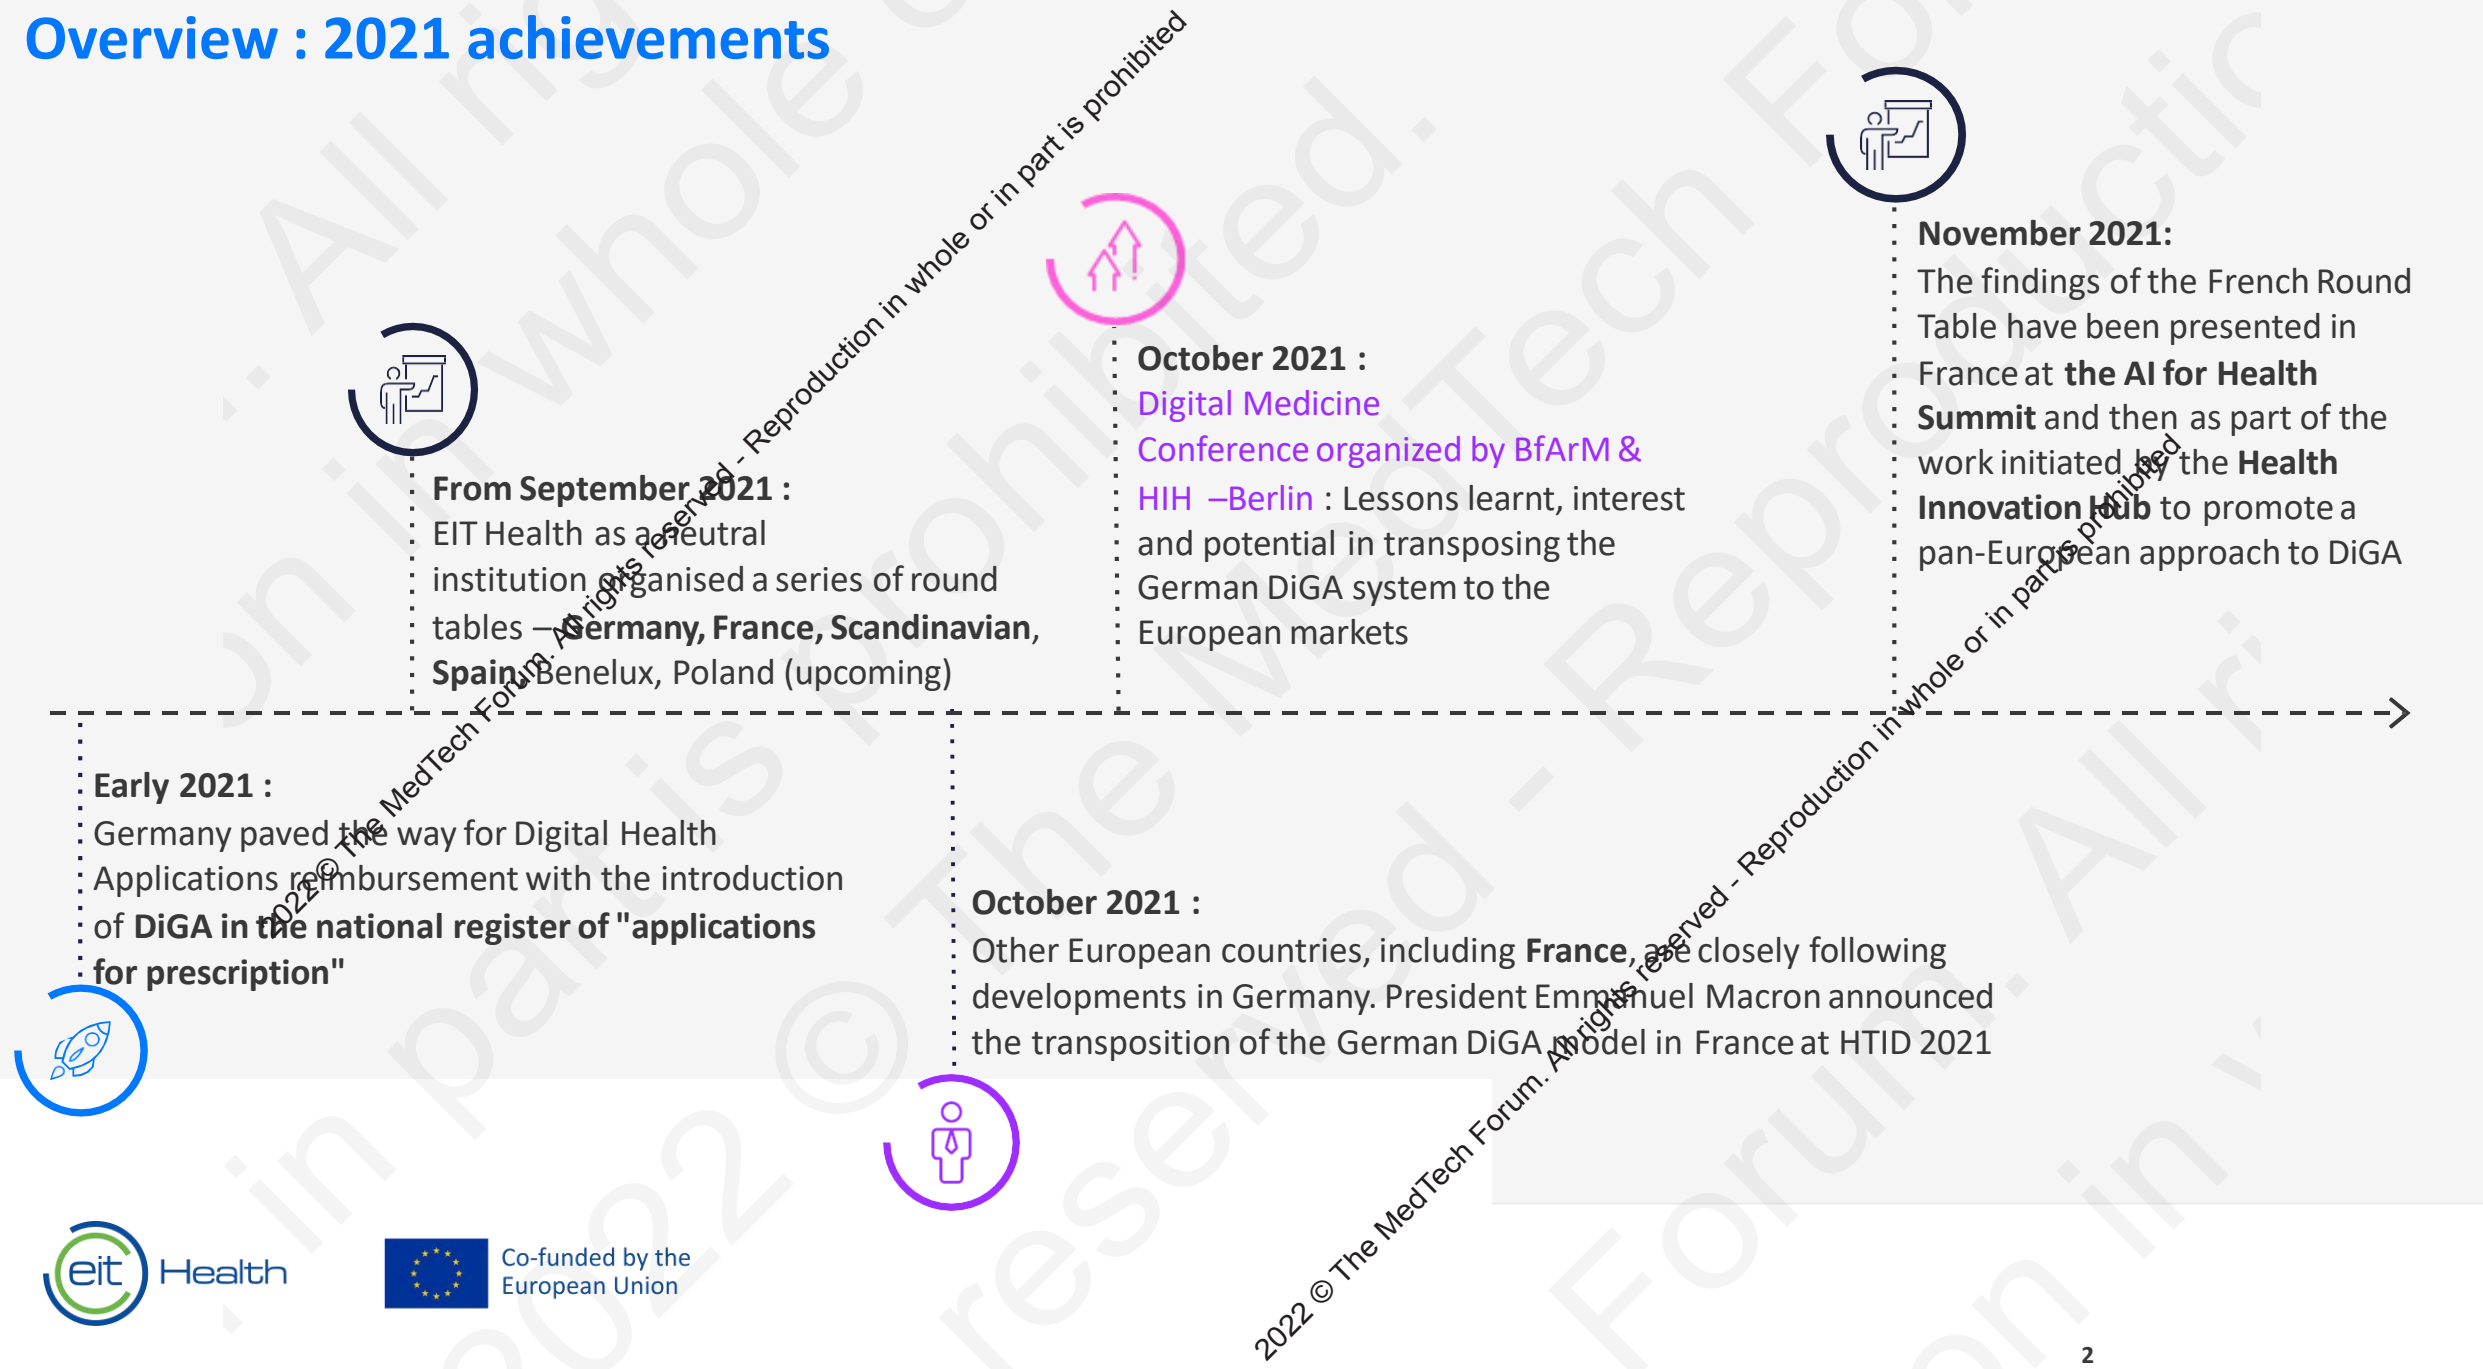 Overview : 2021 achievements
November 2021:
The findings of the French Round
Table have been presented in
France at the AI for Health
Summit and then as part of the
work initiated by the Health
Innovation Hub to promote a
pan-European approach to DiGA
October 2021 :
Digital Medicine
Conference organized by BfArM &
HIH –Berlin : Lessons learnt, interest
and potential in transposing the
German DiGA system to the
European markets
From September 2021 :
EIT Health as a neutral
institution organised a series of round
tables – Germany, France, Scandinavian,
Spain, Benelux, Poland (upcoming)
Early 2021 :
Germany paved the way for Digital Health
Applications reimbursement with the introduction
of DiGA in the national register of "applications
for prescription"
October 2021 :
Other European countries, including France, are closely following
developments in Germany. President Emmanuel Macron announced
the transposition of the German DiGA model in France at HTID 2021
2022 © The MedTech Forum. All rights reserved - Reproduction in whole or in part is prohibited
2022 © The MedTech Forum. All rights reserved - Reproduction in whole or in part is prohibited
eit Health
Co-funded by the
European Union
2